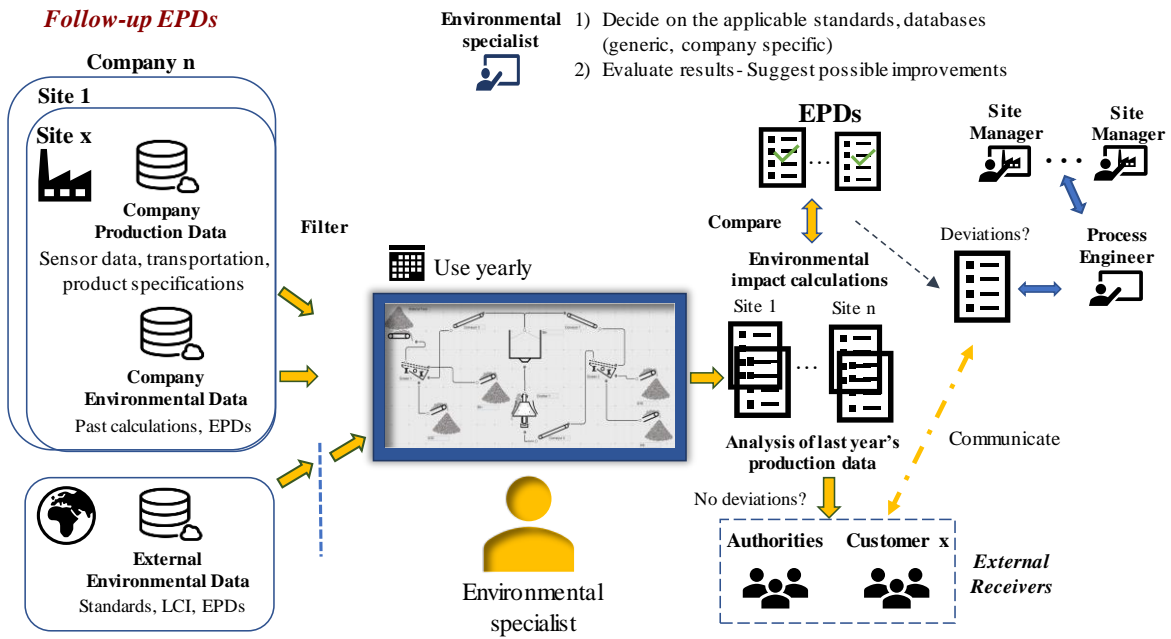 Follow-up EPDs
Environmental
specialist
1) Decide on the applicable standards, databases
(generic, company specific)
2) Evaluate results- Suggest possible improvements
Company n
Site 1
Site x
Company
Production Data
Sensor data, transportation,
product specifications
Company
Environmental Data
Past calculations, EPDs
External
Environmental Data
Standards, LCI, EPDs
Filter
Use yearly
Environmental
specialist
EPDs
...
Compare
Environmental
impact calculations
Site 1
Site n
...
Analysis of last year's
production data
No deviations?
Authorities
Customer x
External
Receivers
Communicate
Deviations?
Site
Manager
...
Site
Manager
Process
Engineer